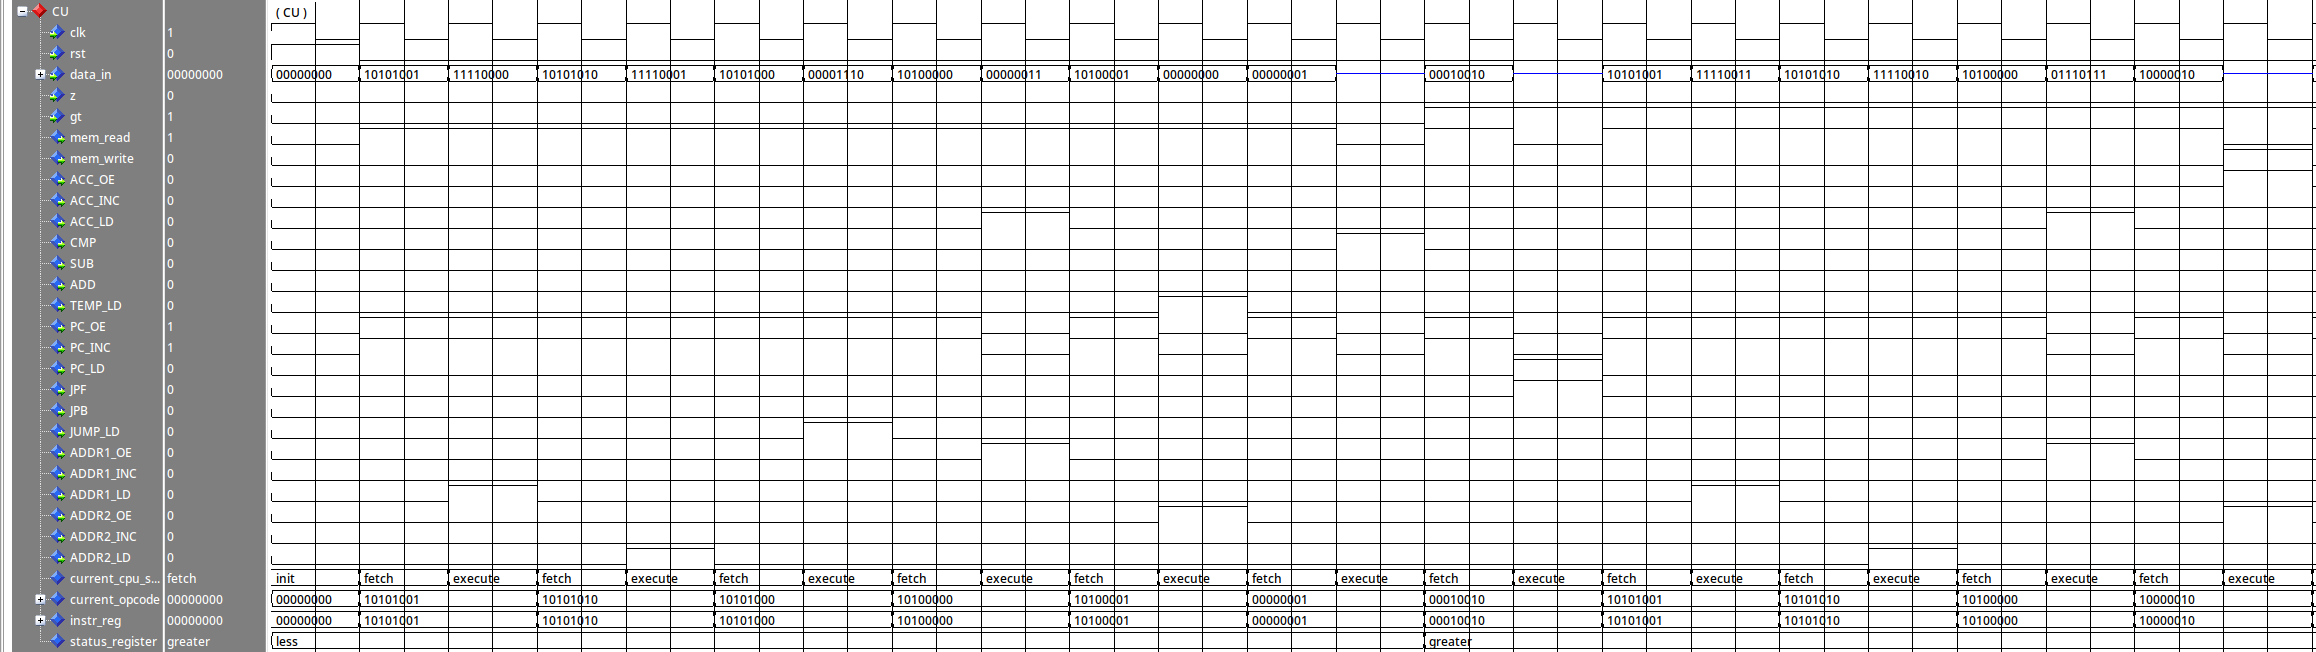 CU ( CU )
clk 1
rst 0
data_in 00000000 00000000 10101001 11110000 10101010 11110001 10101000 00001110 10100000 00000011 10100001 00000000 00000001 00010010 10101001 11110011 10101010 11110010 10100000 01110111 10000010
z 0
gt 1
mem_read 1
mem_write 0
ACC_OE 0
ACC_INC 0
ACC_LD 0
CMP 0
SUB 0
ADD 0
TEMP_LD 0
PC_OE 1
PC_INC 1
PC_LD 0
JPF 0
JPB 0
JUMP_LD 0
ADDR1_OE 0
ADDR1_INC 0
ADDR1_LD 0
ADDR2_OE 0
ADDR2_INC 0
ADDR2_LD 0
current_cpu_s... fetch init fetch execute fetch execute fetch execute fetch execute fetch execute fetch execute fetch execute fetch execute fetch execute fetch execute fetch execute
current_opcode 00000000 00000000 10101001 10101010 10101000 10100000 10100001 00000001 00010010 10101001 10101010 10100000 10000010
instr_reg 00000000 00000000 10101001 10101010 10101000 10100000 10100001 00000001 00010010 10101001 10101010 10100000 10000010
status_register greater less greater